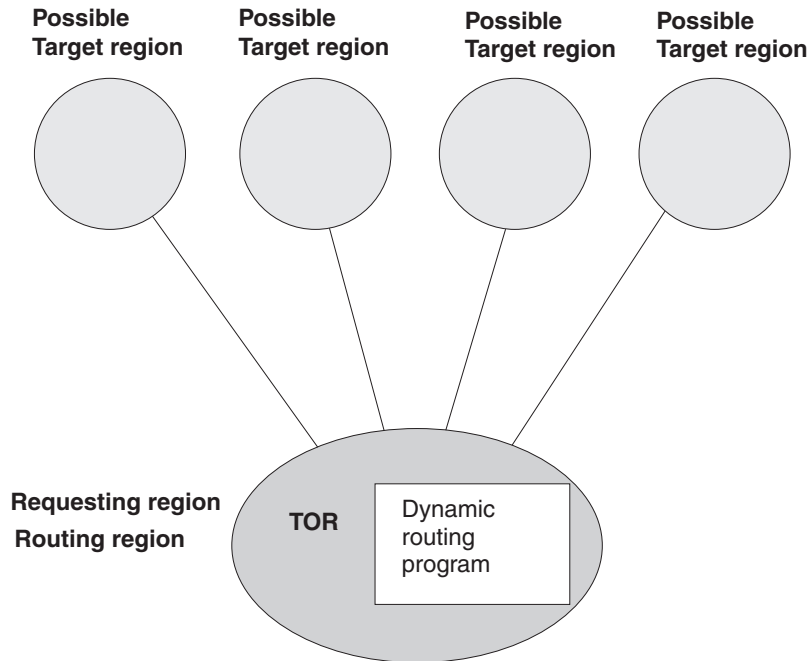 Possible
Target region
Possible
Target region
Possible
Target region
Possible
Target region
Requesting region
Routing region
TOR
Dynamic
routing
program